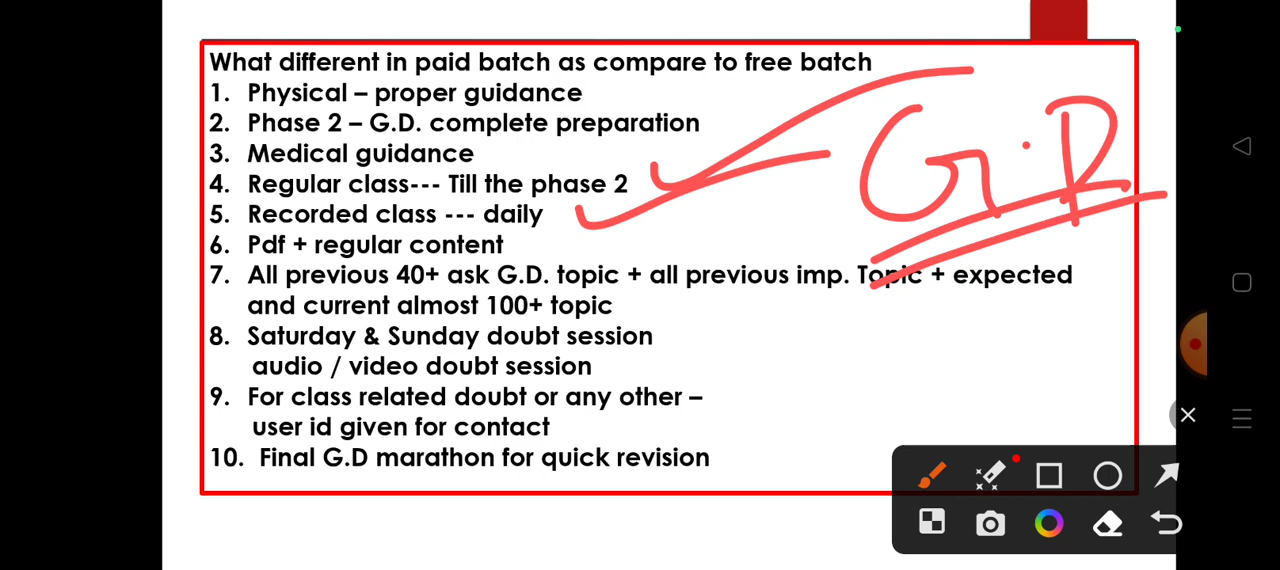 What different in paid batch as compare to free batch
1. Physical – proper guidance
2. Phase 2 – G.D. complete preparation
3. Medical guidance
4. Regular class--- Till the phase 2
5. Recorded class --- daily
6. Pdf + regular content
7. All previous 40+ ask G.D. topic + all previous imp. Topic + expected
and current almost 100+ topic
8. Saturday & Sunday doubt session
audio / video doubt session
9. For class related doubt or any other –
user id given for contact
10. Final G.D marathon for quick revision
G.D